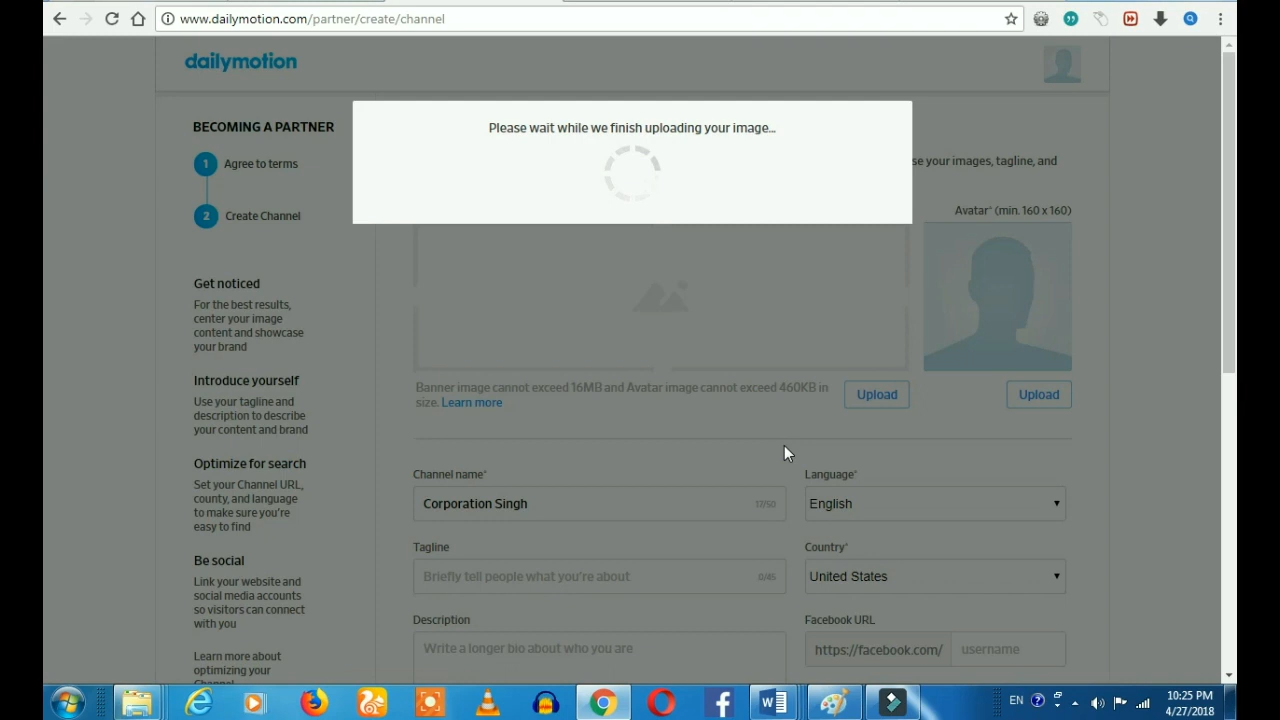 www.dailymotion.com/partner/create/channel
dailymotion
BECOMING A PARTNER
1 Agree to terms
2 Create Channel
Get noticed
For the best results,
center your image
content and showcase
your brand
Introduce yourself
Use your tagline and
description to describe
your content and brand
Optimize for search
Set your Channel URL,
county, and language
to make sure you're
easy to find
Be social
Link your website and
social media accounts
so visitors can connect
with you
Learn more about
optimizing your
Please wait while we finish uploading your image...
se your images, tagline, and
Avatar* (min. 160 x 160)
Banner image cannot exceed 16MB and Avatar image cannot exceed 460KB in
size. Learn more
Upload
Upload
Channel name*
Corporation Singh 17/50
Language*
English
Tagline
Briefly tell people what you're about 0/45
Country*
United States
Description
Write a longer bio about who you are
Facebook URL
https://facebook.com/ username
EN
10:25 PM
4/27/2018